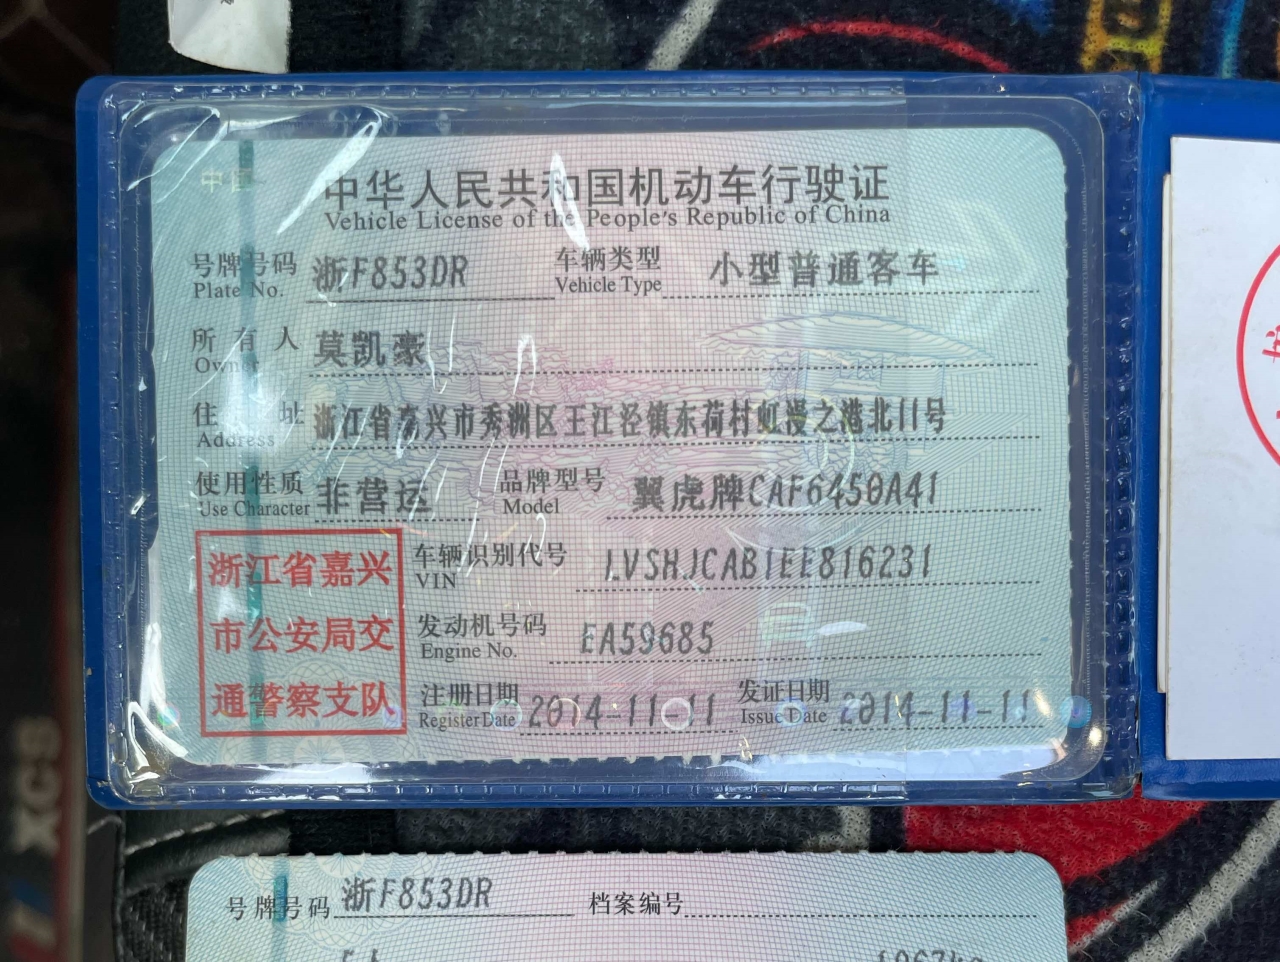 中国
中华人民共和国机动车行驶证
Vehicle License of the People's Republic of China
号牌号码 浙F853DR 车辆类型 小型普通客车
Plate No. Vehicle Type
所有人 莫凯豪
Owner
住址 浙江省嘉兴市秀洲区王江泾镇东荷村虹漫之港北11号
Address
使用性质 非营运 品牌型号 翼虎牌CAF6450A41
Use Character Model
浙江省嘉兴
市公安局交
通警察支队
车辆识别代号 LVSHJCAB1EE816231
VIN
发动机号码 EA59685
Engine No.
注册日期 2014-11-11 发证日期 2014-11-11
Register Date Issue Date
号牌号码 浙F853DR 档案编号
XCS